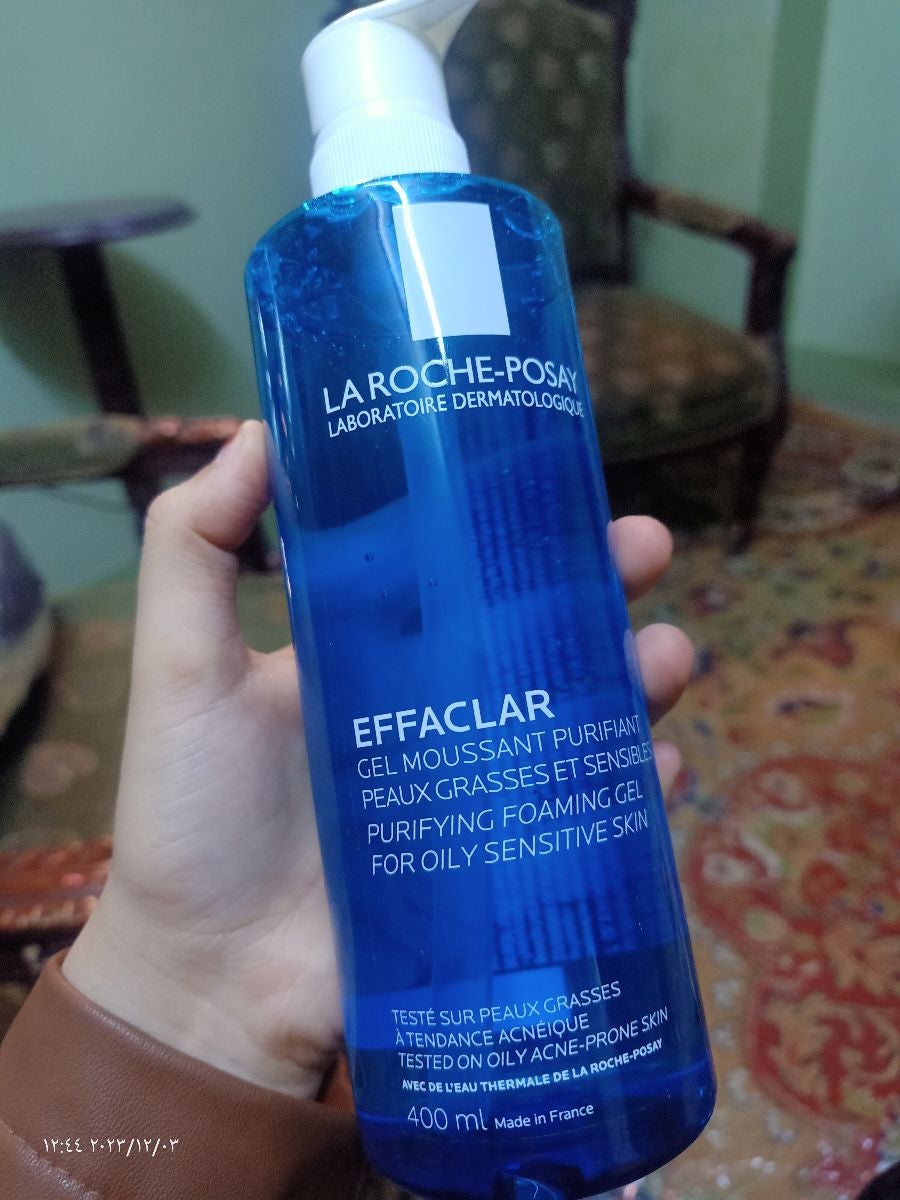 LA ROCHE-POSAY
LABORATOIRE DERMATOLOGIQUE
EFFACLAR
GEL MOUSSANT PURIFIANT
PEAUX GRASSES ET SENSIBLES
PURIFYING FOAMING GEL
FOR OILY SENSITIVE SKIN
TESTÉ SUR PEAUX GRASSES
À TENDANCE ACNÉIQUE
TESTED ON OILY ACNE-PRONE SKIN
AVEC DE L'EAU THERMALE DE LA ROCHE-POSAY
400 ml Made in France
١٢:٤٤ ٢٠٢٣/١٢/٠٣